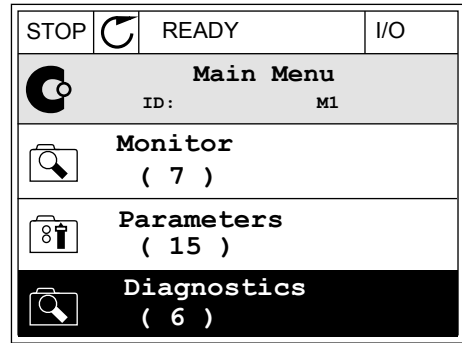 STOP READY I/O
Main Menu
ID: M1
Monitor
( 7 )
Parameters
( 15 )
Diagnostics
( 6 )